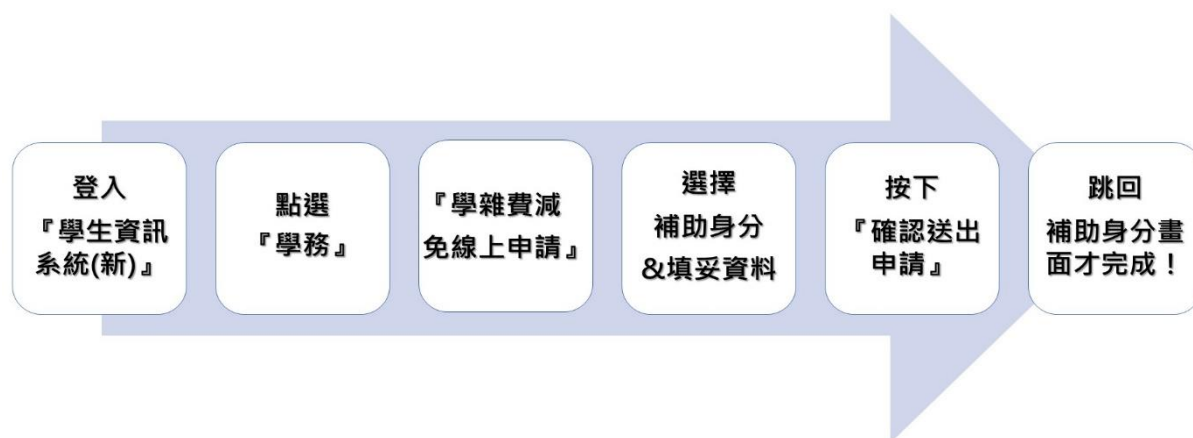 登入
『學生資訊
系統(新)』
點選
『學務』
『學雜費減
免線上申請』
選擇
補助身分
&填妥資料
按下
『確認送出
申請』
跳回
補助身分畫
面才完成！